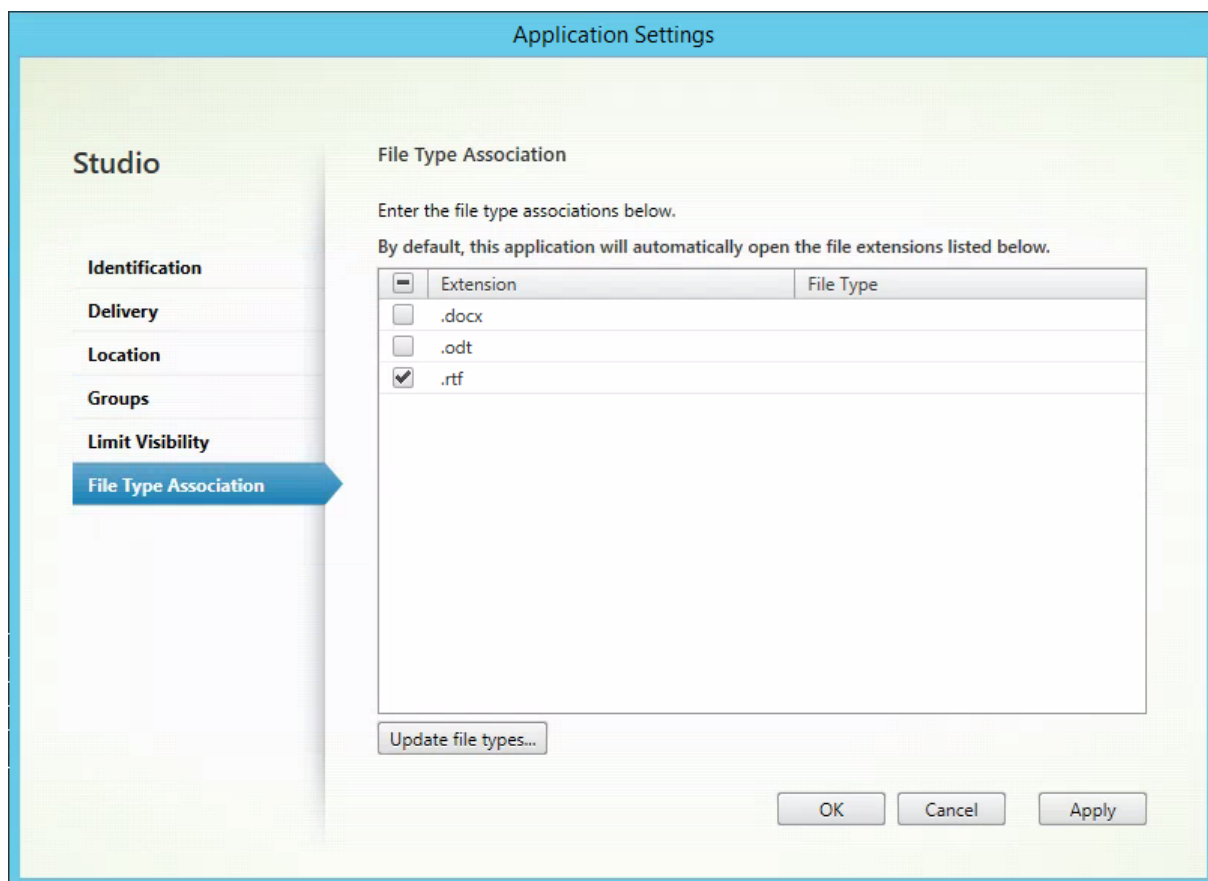 Application Settings
Studio
Identification
Delivery
Location
Groups
Limit Visibility
File Type Association
File Type Association
Enter the file type associations below.
By default, this application will automatically open the file extensions listed below.
Extension File Type
.docx
.odt
.rtf
Update file types...
OK Cancel Apply